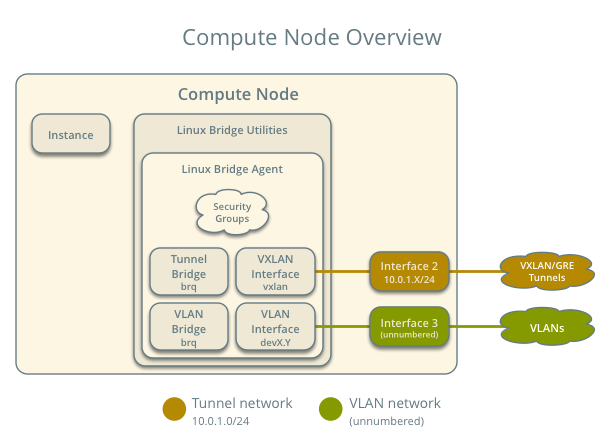 Compute Node Overview
Compute Node
Instance
Linux Bridge Utilities
Linux Bridge Agent
Security
Groups
Tunnel
Bridge
brq
VXLAN
Interface
vxlan
Interface 2
10.0.1.X/24
VXLAN/GRE
Tunnels
VLAN
Bridge
brq
VLAN
Interface
devX.Y
Interface 3
(unnumbered)
VLANs
Tunnel network
10.0.1.0/24
VLAN network
(unnumbered)